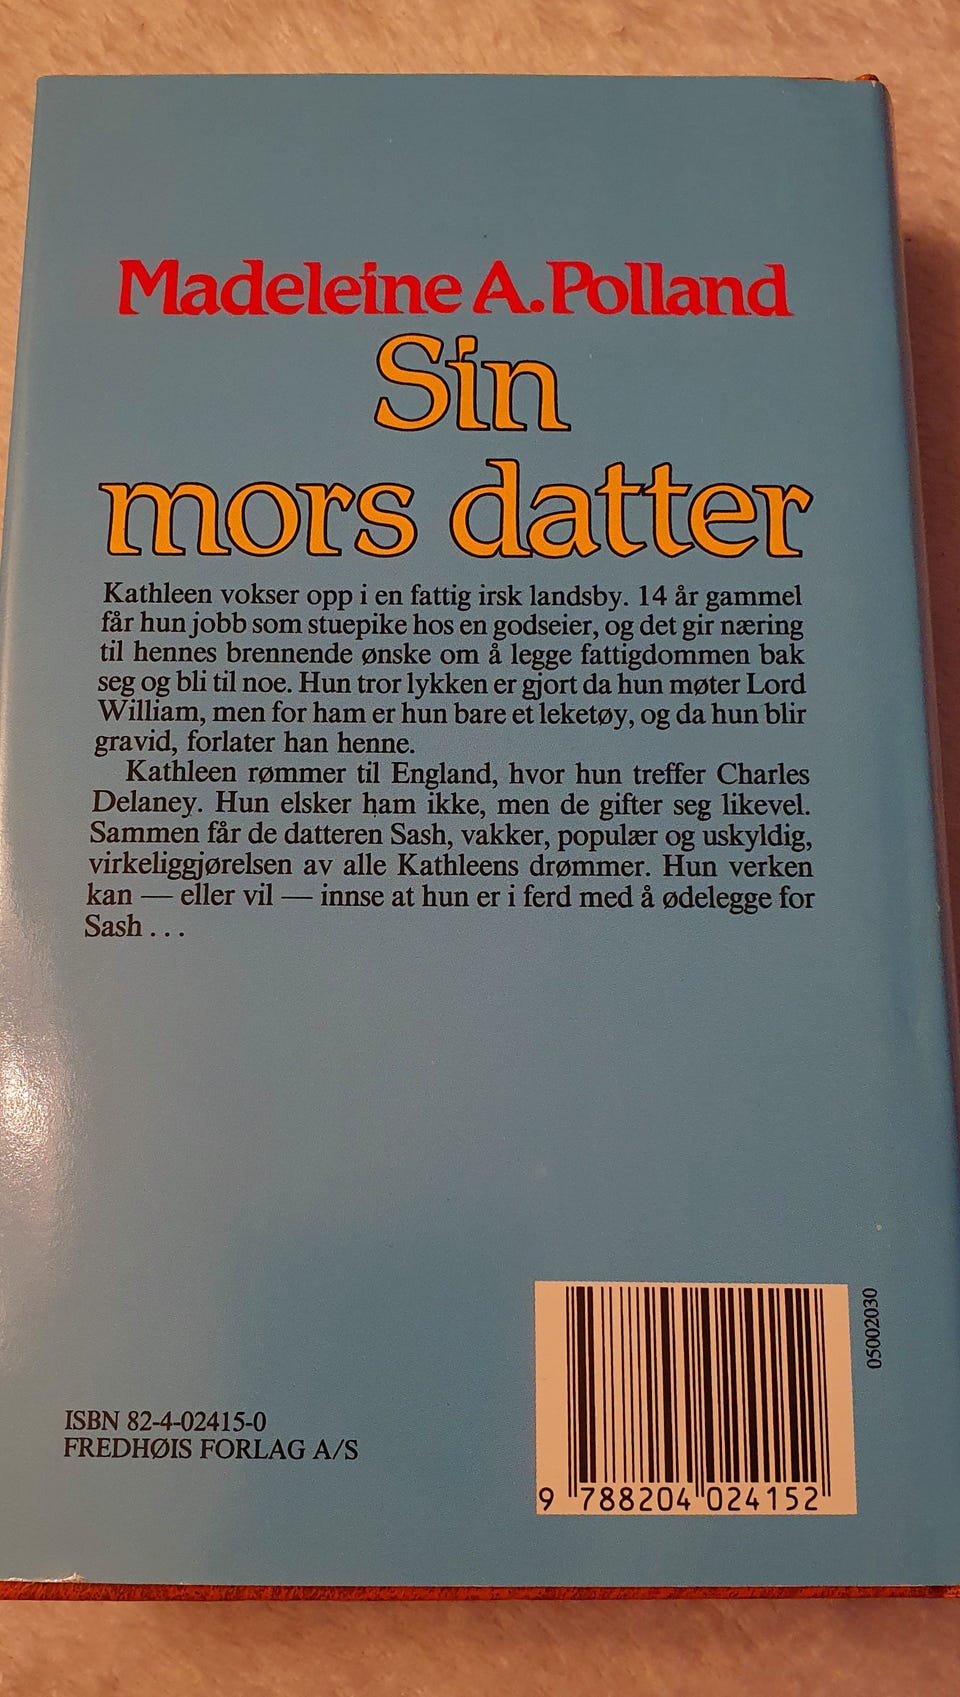 Madeleine A. Polland
Sin
mors datter
Kathleen vokser opp i en fattig irsk landsby. 14 år gammel
får hun jobb som stuepike hos en godseier, og det gir næring
til hennes brennende ønske om å legge fattigdommen bak
seg og bli til noe. Hun tror lykken er gjort da hun møter Lord
William, men for ham er hun bare et leketøy, og da hun blir
gravid, forlater han henne.
Kathleen rømmer til England, hvor hun treffer Charles
Delaney. Hun elsker ham ikke, men de gifter seg likevel.
Sammen får de datteren Sash, vakker, populær og uskyldig,
virkeliggjørelsen av alle Kathleens drømmer. Hun verken
kan — eller vil — innse at hun er i ferd med å ødelegge for
Sash . . .
05002030
ISBN 82-4-02415-0
FREDHØIS FORLAG A/S
9 788204 024152